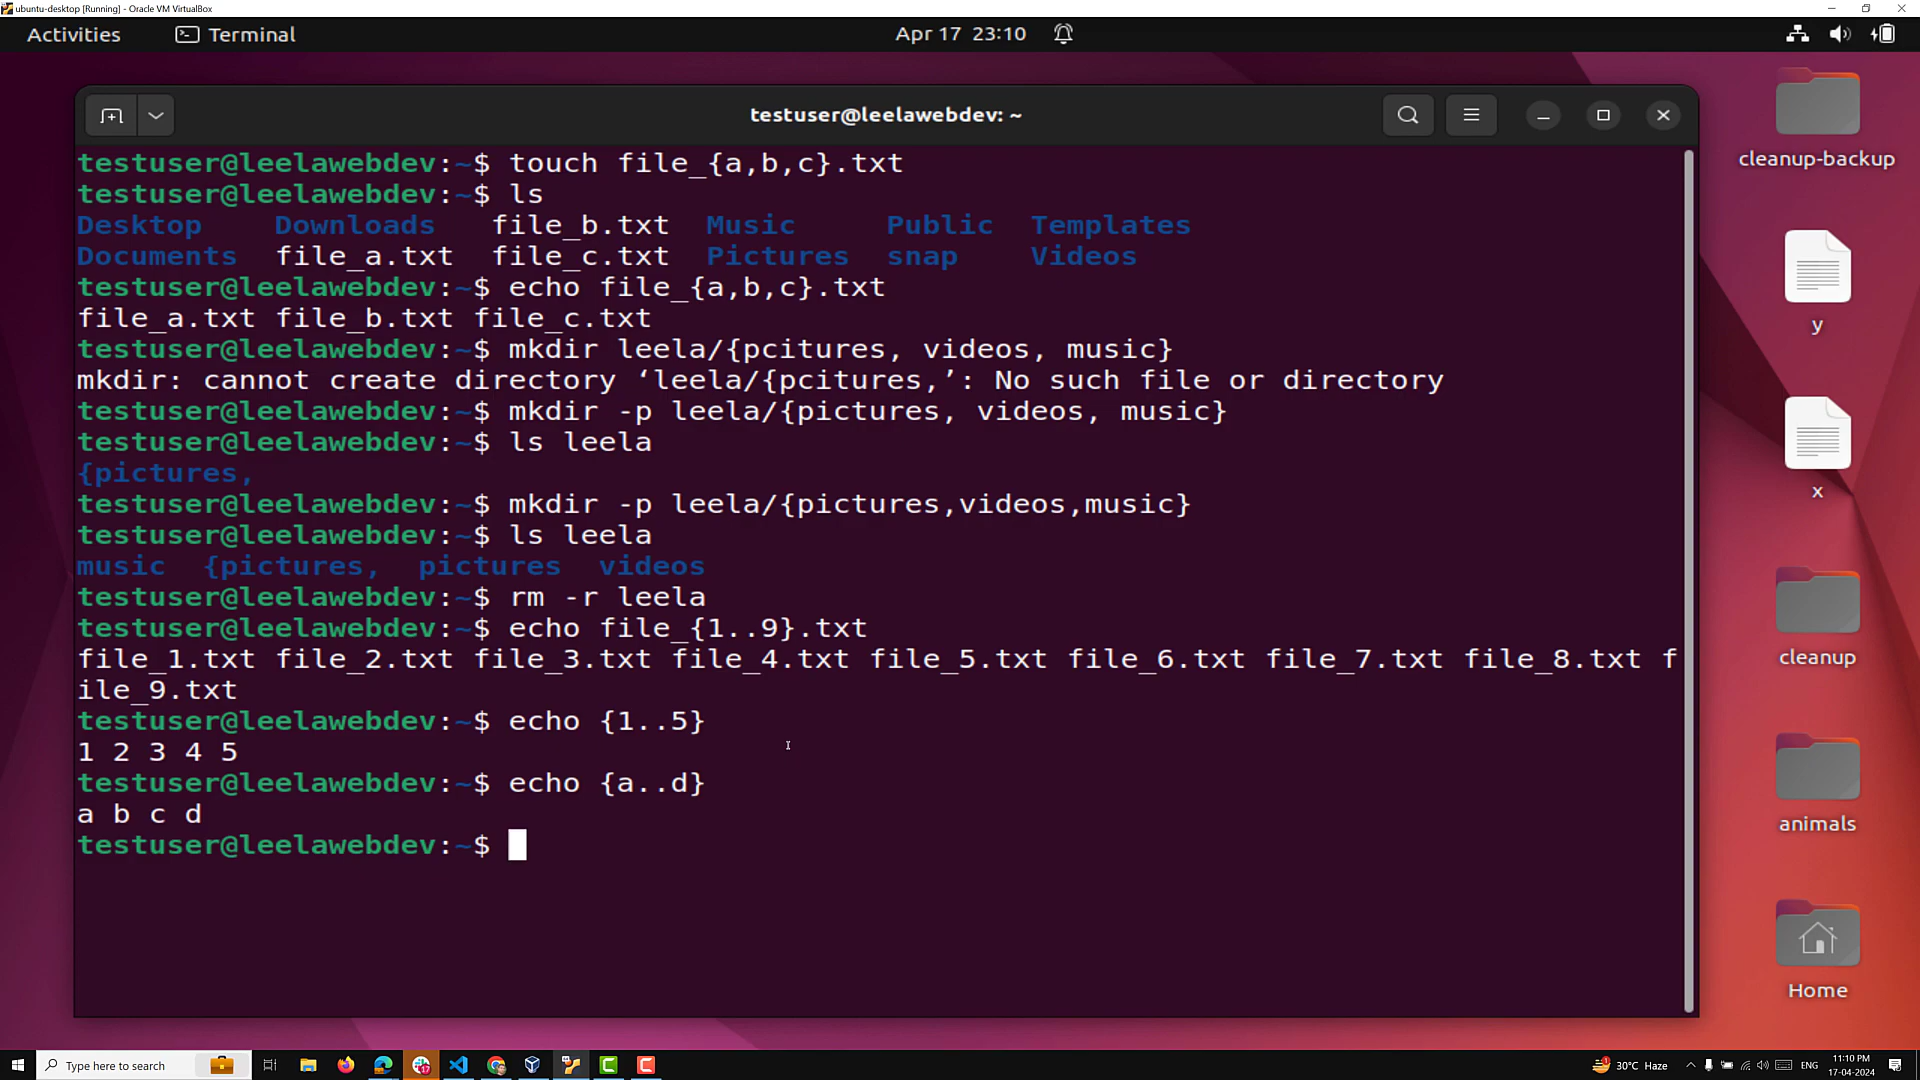 ubuntu-desktop [Running] - Oracle VM VirtualBox
Activities Terminal Apr 17 23:10
testuser@leelawebdev: ~
testuser@leelawebdev:~$ touch file_{a,b,c}.txt
testuser@leelawebdev:~$ ls
Desktop Downloads file_b.txt Music Public Templates
Documents file_a.txt file_c.txt Pictures snap Videos
testuser@leelawebdev:~$ echo file_{a,b,c}.txt
file_a.txt file_b.txt file_c.txt
testuser@leelawebdev:~$ mkdir leela/{pcitures, videos, music}
mkdir: cannot create directory ‘leela/{pcitures,’: No such file or directory
testuser@leelawebdev:~$ mkdir -p leela/{pictures, videos, music}
testuser@leelawebdev:~$ ls leela
{pictures,
testuser@leelawebdev:~$ mkdir -p leela/{pictures,videos,music}
testuser@leelawebdev:~$ ls leela
music {pictures, pictures videos
testuser@leelawebdev:~$ rm -r leela
testuser@leelawebdev:~$ echo file_{1..9}.txt
file_1.txt file_2.txt file_3.txt file_4.txt file_5.txt file_6.txt file_7.txt file_8.txt f
ile_9.txt
testuser@leelawebdev:~$ echo {1..5}
1 2 3 4 5
testuser@leelawebdev:~$ echo {a..d}
a b c d
testuser@leelawebdev:~$
cleanup-backup
y
x
cleanup
animals
Home
Type here to search
17
1
30°C Haze
ENG
11:10 PM
17-04-2024